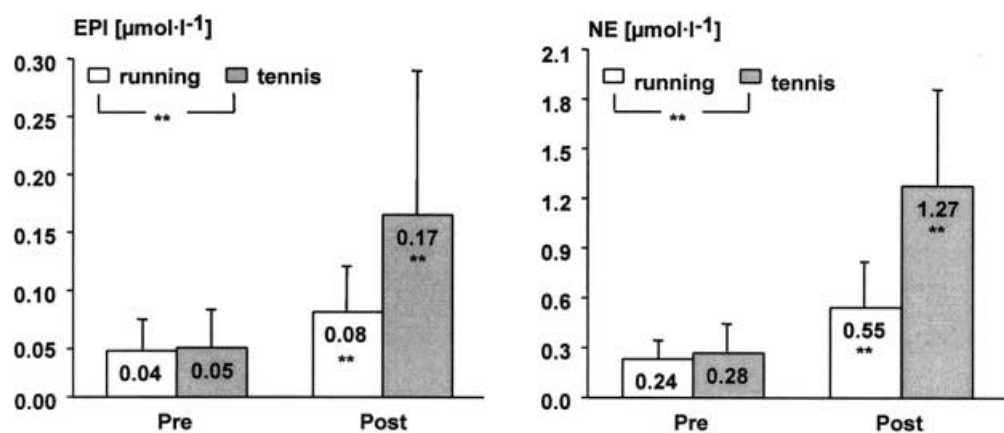 EPI [µmol·l-1]
0.30
0.25
0.20
0.15
0.10
0.05
0.00
running
tennis
**
0.04
0.05
0.08
**
0.17
**
Pre
Post
NE [µmol·l-1]
2.1
1.8
1.5
1.2
0.9
0.6
0.3
0.0
running
tennis
**
0.24
0.28
0.55
**
1.27
**
Pre
Post